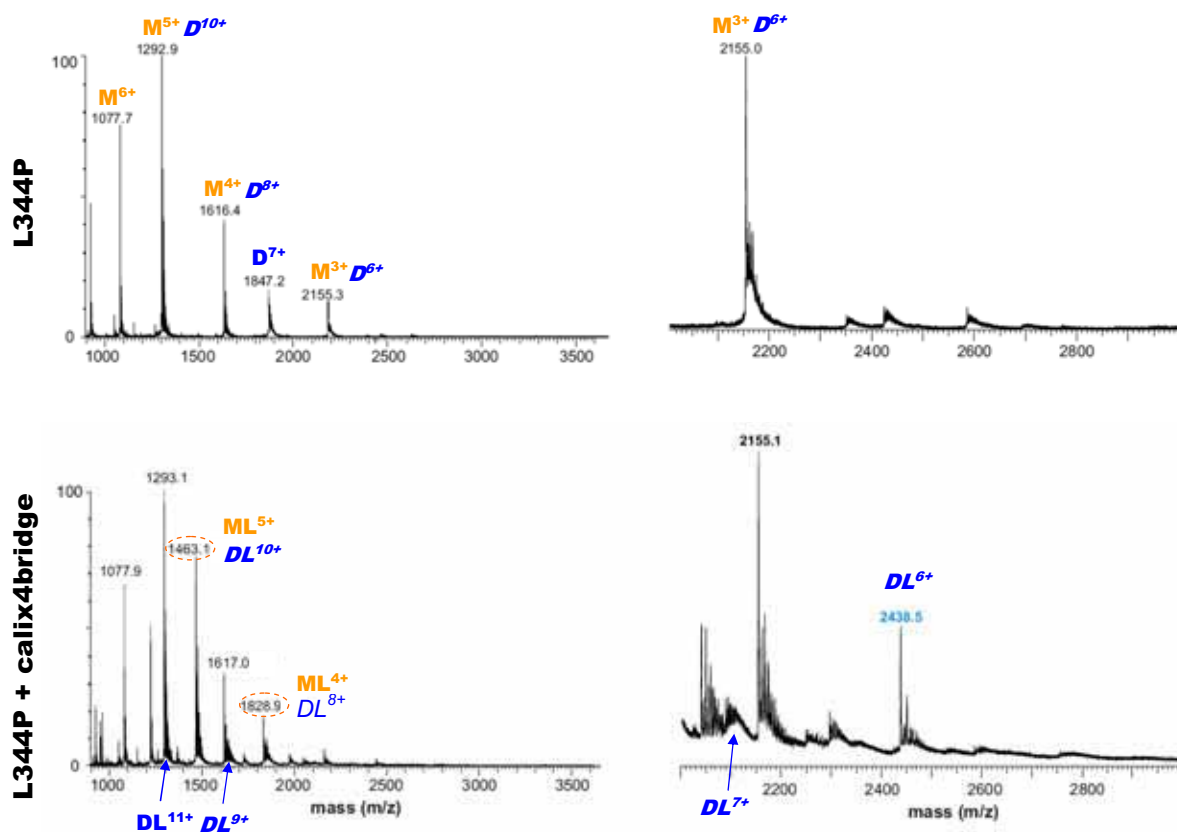 L344P
M5+ D10+
1292.9
100
M6+
1077.7
M4+ D8+
1616.4
D7+
1847.2
M3+ D6+
2155.3
0
1000 1500 2000 2500 3000 3500
M3+ D6+
2155.0
2200 2400 2600 2800
L344P + calix4bridge
1293.1
100
ML5+
1463.1
DL10+
1077.9
1617.0
ML4+
1828.9
DL8+
0
1000 1500 2000 2500 3000 3500
mass (m/z)
DL11+ DL9+
2155.1
DL6+
2438.5
2200 2400 2600 2800
DL7+
mass (m/z)